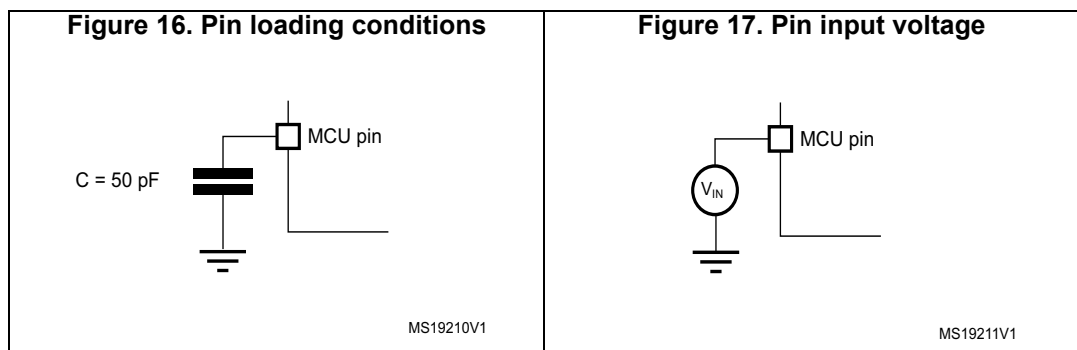 Figure 16. Pin loading conditions
MCU pin
C = 50 pF
MS19210V1
Figure 17. Pin input voltage
MCU pin
VIN
MS19211V1